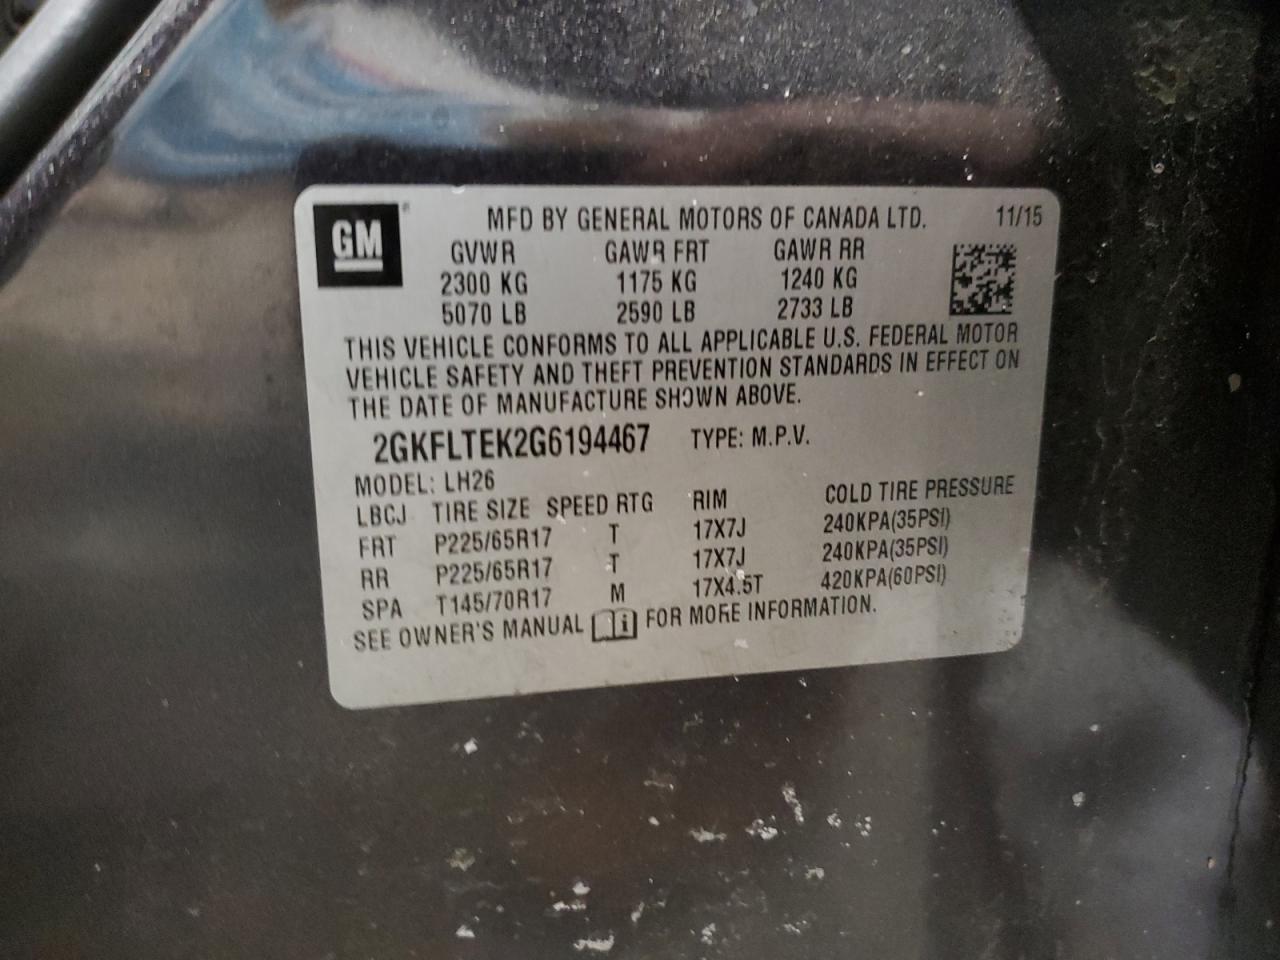 GM
MFD BY GENERAL MOTORS OF CANADA LTD. 11/15
GVWR GAWR FRT GAWR RR
2300 KG 1175 KG 1240 KG
5070 LB 2590 LB 2733 LB
THIS VEHICLE CONFORMS TO ALL APPLICABLE U.S. FEDERAL MOTOR
VEHICLE SAFETY AND THEFT PREVENTION STANDARDS IN EFFECT ON
THE DATE OF MANUFACTURE SHOWN ABOVE.
2GKFLTEK2G6194467 TYPE: M.P.V.
MODEL: LH26
LBCJ TIRE SIZE SPEED RTG RIM COLD TIRE PRESSURE
FRT P225/65R17 T 17X7J 240KPA(35PSI)
RR P225/65R17 T 17X7J 240KPA(35PSI)
SPA T145/70R17 M 17X4.5T 420KPA(60PSI)
SEE OWNER'S MANUAL i FOR MORE INFORMATION.